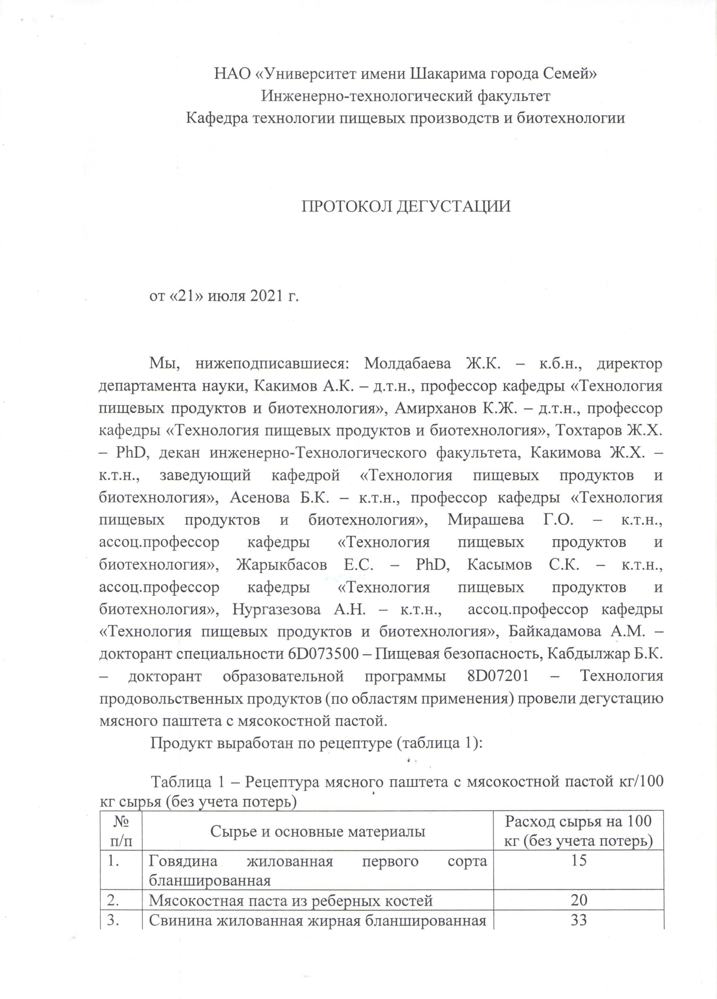 НАО «Университет имени Шакарима города Семей»
Инженерно-технологический факультет
Кафедра технологии пищевых производств и биотехнологии
ПРОТОКОЛ ДЕГУСТАЦИИ
от «21» июля 2021 г.
Мы, нижеподписавшиеся: Молдабаева Ж.К. – к.б.н., директор
департамента науки, Какимов А.К. – д.т.н., профессор кафедры «Технология
пищевых продуктов и биотехнология», Амирханов К.Ж. – д.т.н., профессор
кафедры «Технология пищевых продуктов и биотехнология», Тохтаров Ж.Х.
– PhD, декан инженерно-Технологического факультета, Какимова Ж.Х. –
к.т.н., заведующий кафедрой «Технология пищевых продуктов и
биотехнология», Асенова Б.К. – к.т.н., профессор кафедры «Технология
пищевых продуктов и биотехнология», Мирашева Г.О. – к.т.н.,
ассоц.профессор кафедры «Технология пищевых продуктов и
биотехнология», Жарыкбасов Е.С. – PhD, Касымов С.К. – к.т.н.,
ассоц.профессор кафедры «Технология пищевых продуктов и
биотехнология», Нургазезова А.Н. – к.т.н., ассоц.профессор кафедры
«Технология пищевых продуктов и биотехнология», Байкадамова А.М. –
докторант специальности 6D073500 – Пищевая безопасность, Кабдылжар Б.К.
– докторант образовательной программы 8D07201 – Технология
продовольственных продуктов (по областям применения) провели дегустацию
мясного паштета с мясокостной пастой.
Продукт выработан по рецептуре (таблица 1):
Таблица 1 – Рецептура мясного паштета с мясокостной пастой кг/100
кг сырья (без учета потерь)
№ п/п Сырье и основные материалы Расход сырья на 100
кг (без учета потерь)
1. Говядина жилованная первого сорта 15
бланшированная
2. Мясокостная паста из реберных костей 20
3. Свинина жилованная жирная бланшированная 33